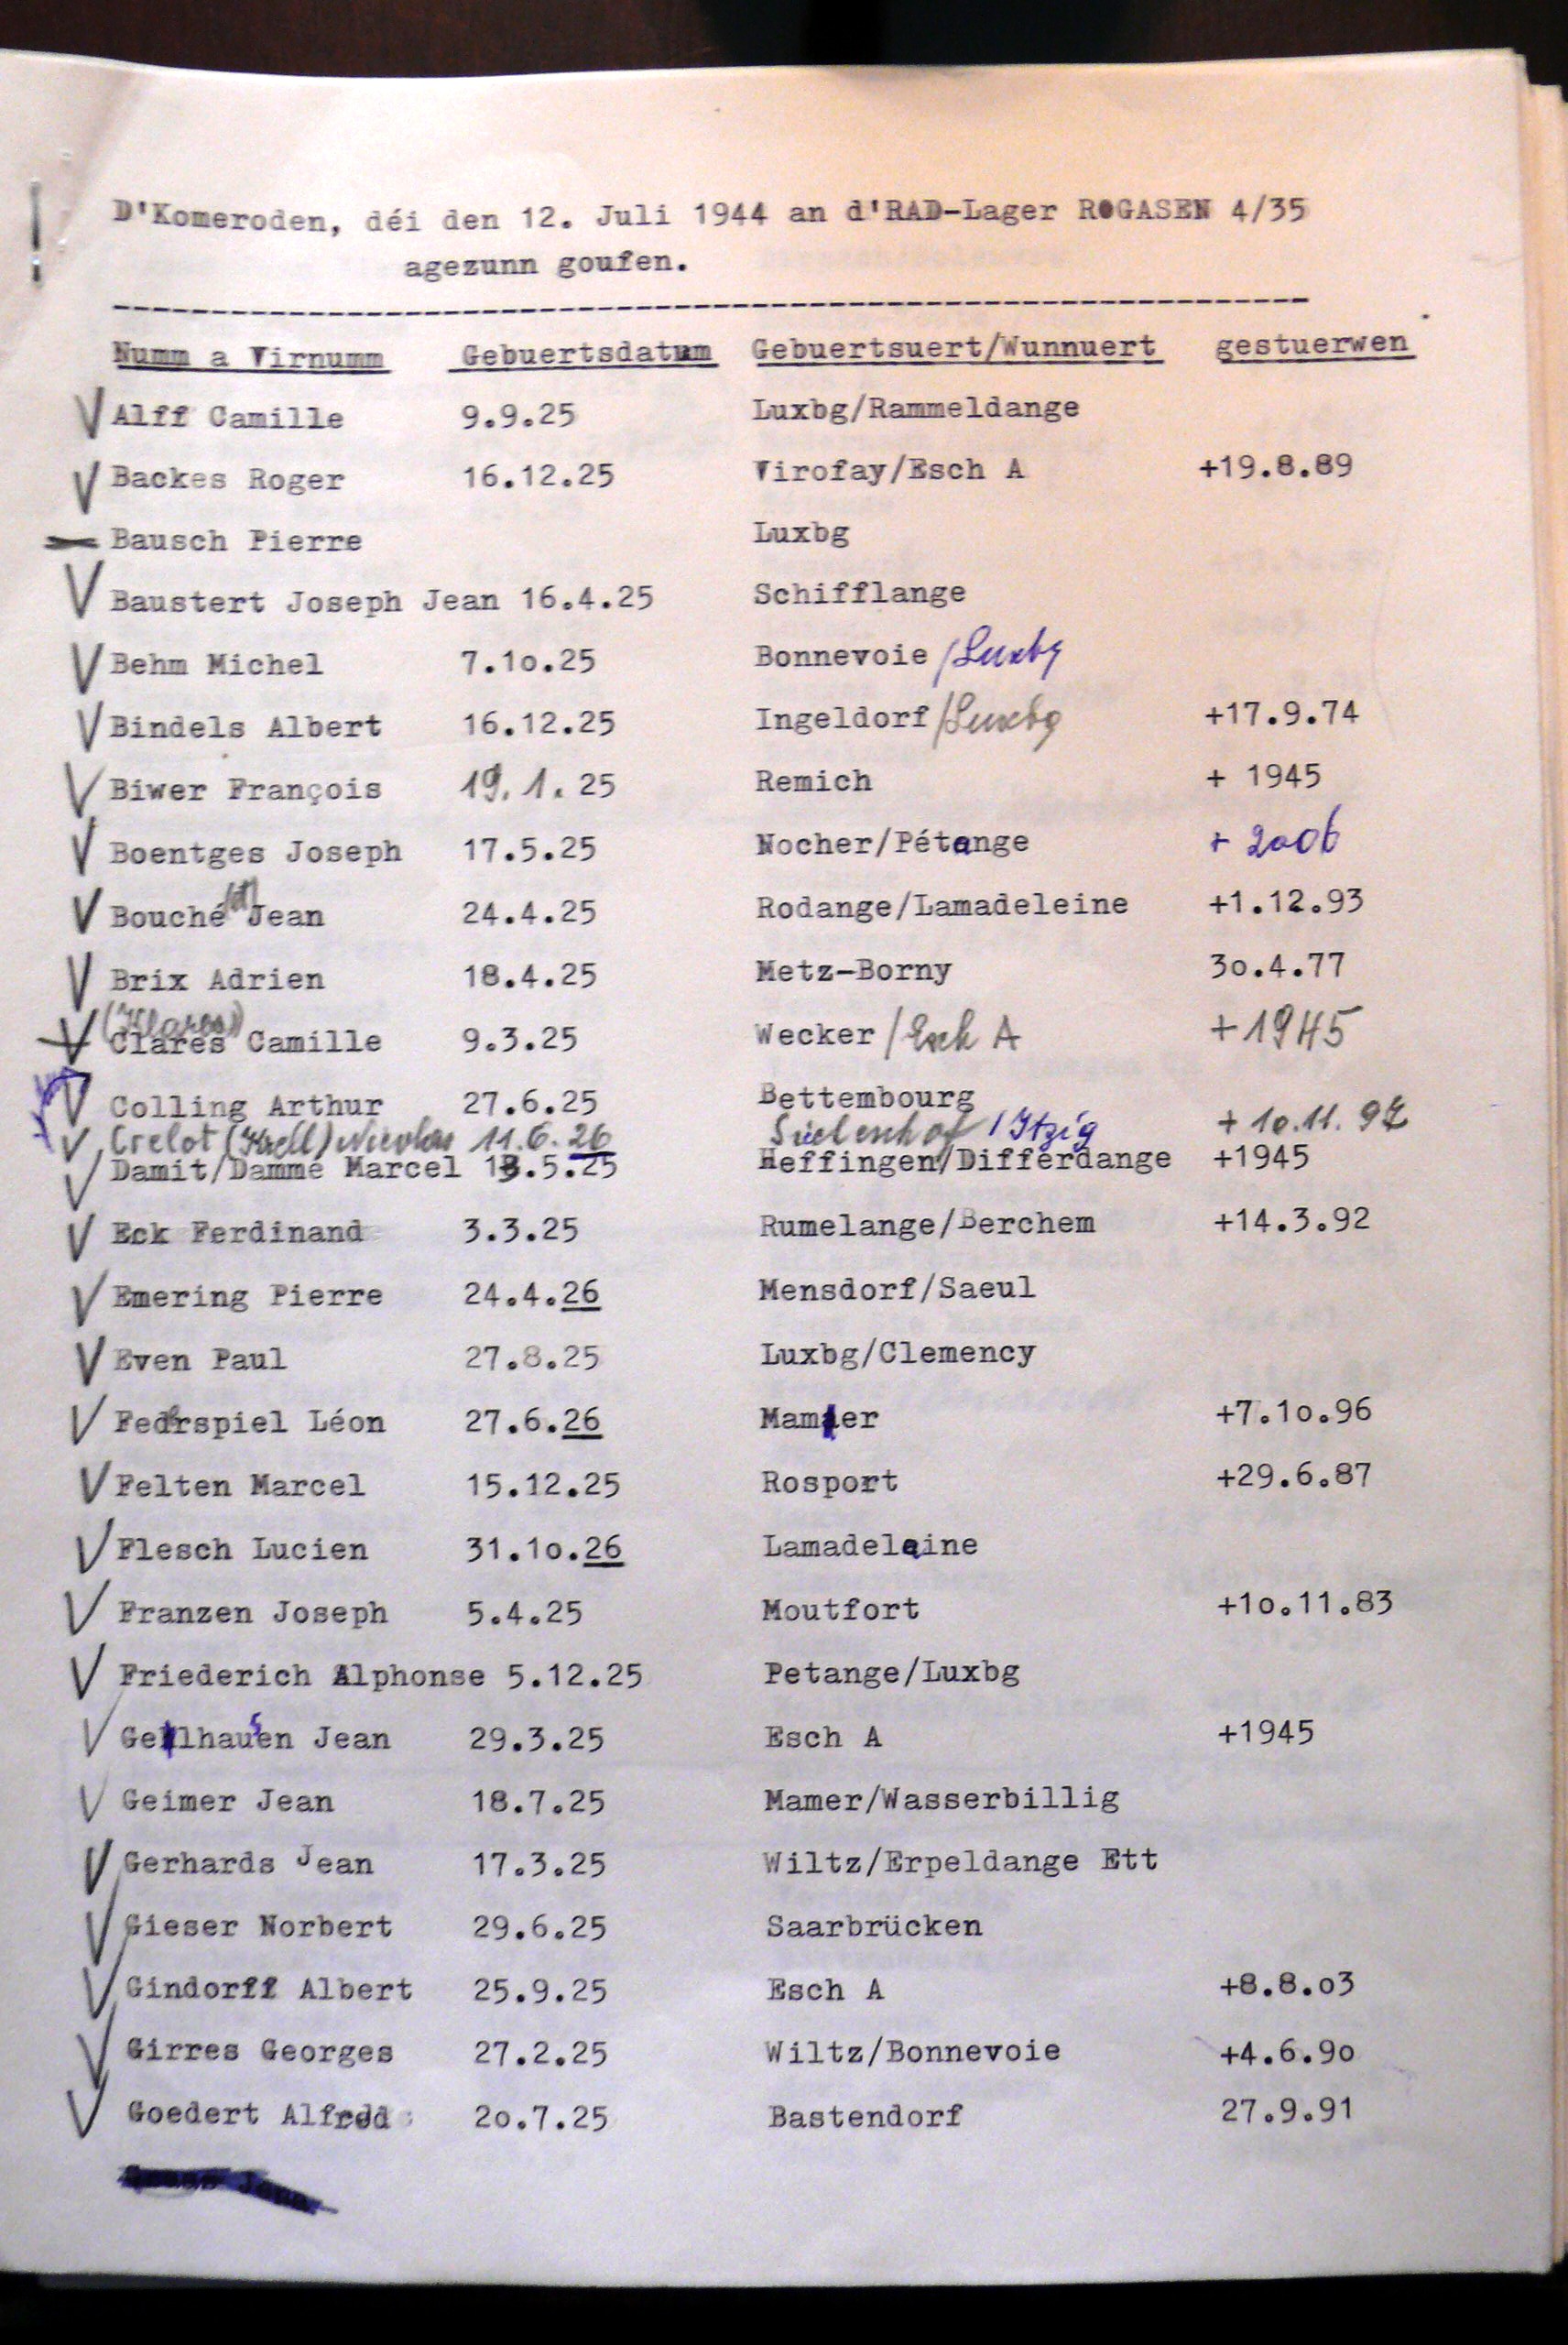 D'Komeroden, déi den 12. Juli 1944 an d'RAD-Lager ROGASEN 4/35
agezunn goufen.
Numm a Virnumm Gebuertsdatum Gebuertsuert/Wunnuert gestuerwen
Alff Camille 9.9.25 Luxbg/Rammeldange
Backes Roger 16.12.25 Virofay/Esch A +19.8.89
Bausch Pierre Luxbg
Baustert Joseph Jean 16.4.25 Schifflange
Behm Michel 7.10.25 Bonnevoie /Luxbg
Bindels Albert 16.12.25 Ingeldorf /Luxbg +17.9.74
Biwer François 19.1.25 Remich + 1945
Boentges Joseph 17.5.25 Nocher/Pétange + 2006
Bouché Jean 24.4.25 Rodange/Lamadeleine +1.12.93
Brix Adrien 18.4.25 Metz-Borny 30.4.77
(Klares)
Clares Camille 9.3.25 Wecker /Esch A +1945
Colling Arthur 27.6.25 Bettembourg
Crelot (Krell) Nicolas 11.6.26 /Itzig + 10.11.97
Damit/Damme Marcel 13.5.25 Heffingen/Differdange +1945
Eck Ferdinand 3.3.25 Rumelange/Berchem +14.3.92
Emering Pierre 24.4.26 Mensdorf/Saeul
Even Paul 27.8.25 Luxbg/Clemency
Federspiel Léon 27.6.26 Mamer +7.10.96
Felten Marcel 15.12.25 Rosport +29.6.87
Flesch Lucien 31.10.26 Lamadelaine
Franzen Joseph 5.4.25 Moutfort +10.11.83
Friederich Alphonse 5.12.25 Petange/Luxbg
Geilhausen Jean 29.3.25 Esch A +1945
Geimer Jean 18.7.25 Mamer/Wasserbillig
Gerhards Jean 17.3.25 Wiltz/Erpeldange Ett
Gieser Norbert 29.6.25 Saarbrücken
Gindorff Albert 25.9.25 Esch A +8.8.03
Girres Georges 27.2.25 Wiltz/Bonnevoie +4.6.90
Goedert Alfred 20.7.25 Bastendorf 27.9.91